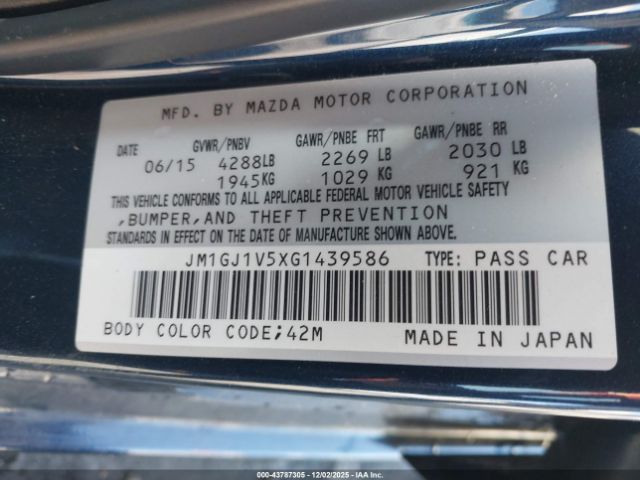 MFD. BY MAZDA MOTOR CORPORATION
DATE GVWR/PNBV GAWR/PNBE FRT GAWR/PNBE RR
06/15 4288LB 2269 LB 2030 LB
1945KG 1029 KG 921 KG
THIS VEHICLE CONFORMS TO ALL APPLICABLE FEDERAL MOTOR VEHICLE SAFETY
,BUMPER,AND THEFT PREVENTION
STANDARDS IN EFFECT ON THE DATE OF MANUFACTURE SHOWN ABOVE.
JM1GJ1V5XG1439586 TYPE: PASS CAR
BODY COLOR CODE;42M MADE IN JAPAN
000-43787305 - 12/02/2025 - IAAI.COM